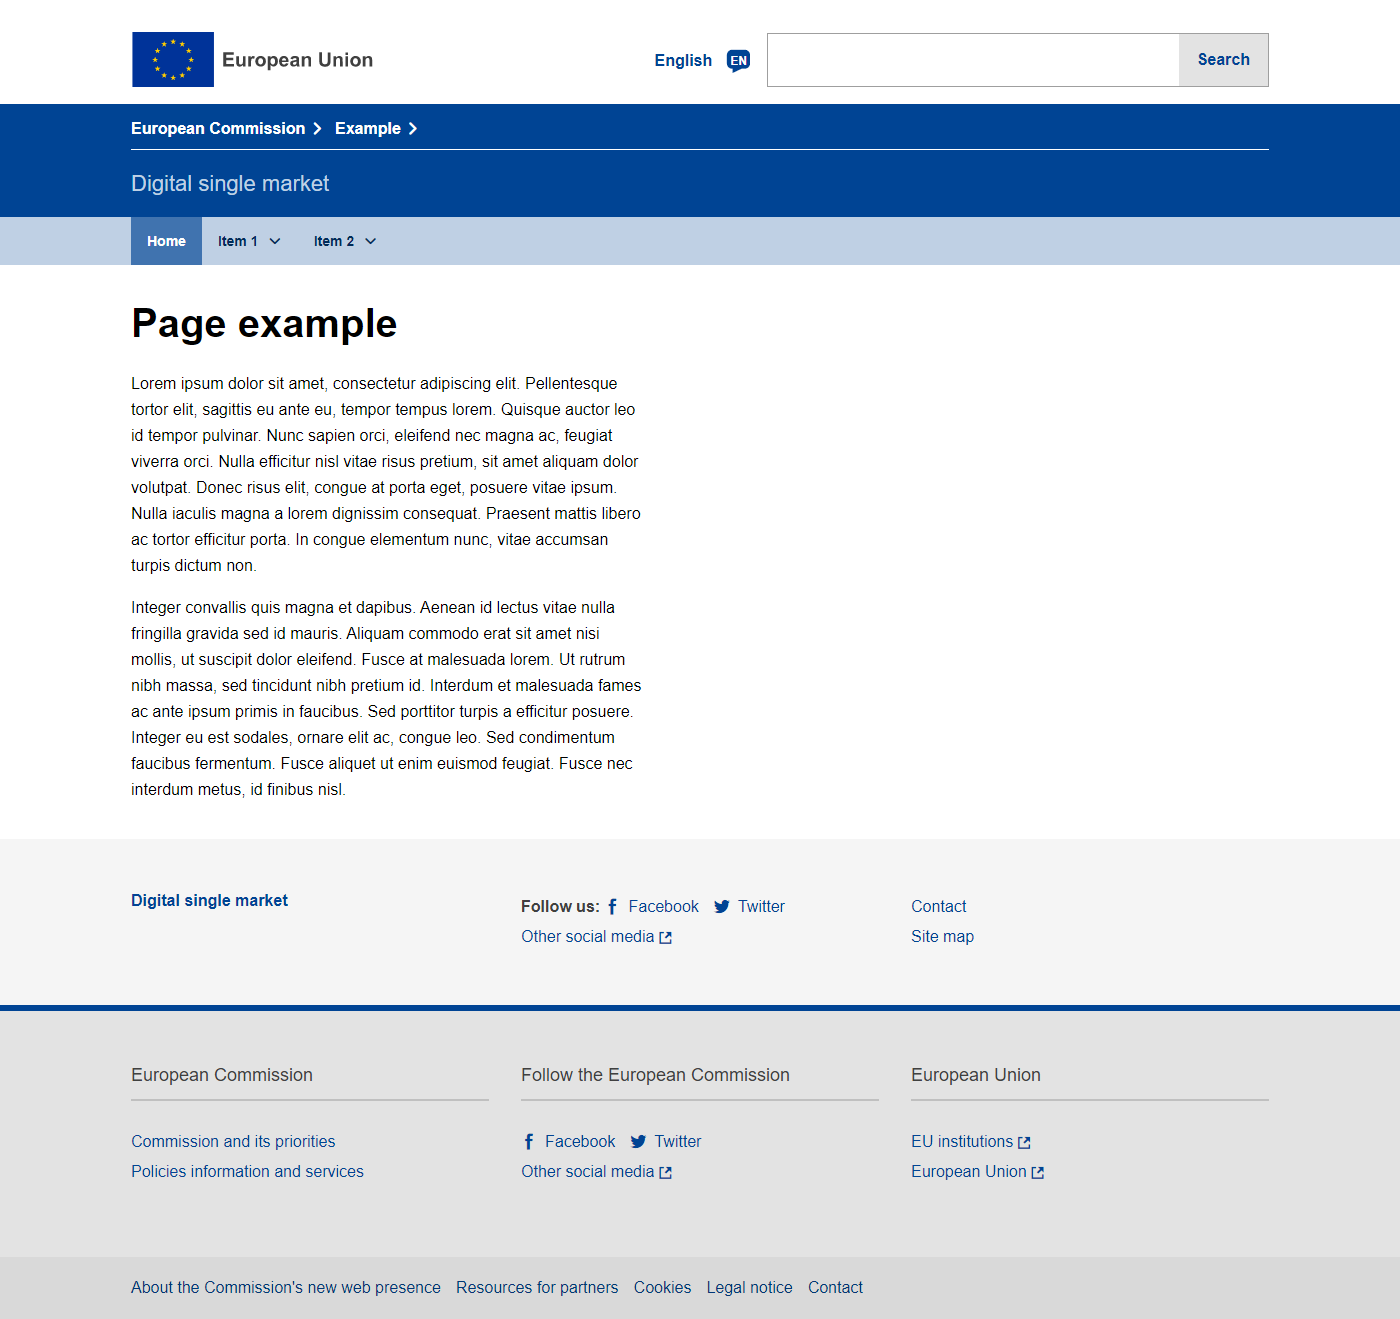 European Union
English EN
Search
European Commission Example
Digital single market
Home Item 1 Item 2
Page example
Lorem ipsum dolor sit amet, consectetur adipiscing elit. Pellentesque
tortor elit, sagittis eu ante eu, tempor tempus lorem. Quisque auctor leo
id tempor pulvinar. Nunc sapien orci, eleifend nec magna ac, feugiat
viverra orci. Nulla efficitur nisl vitae risus pretium, sit amet aliquam dolor
volutpat. Donec risus elit, congue at porta eget, posuere vitae ipsum.
Nulla iaculis magna a lorem dignissim consequat. Praesent mattis libero
ac tortor efficitur porta. In congue elementum nunc, vitae accumsan
turpis dictum non.
Integer convallis quis magna et dapibus. Aenean id lectus vitae nulla
fringilla gravida sed id mauris. Aliquam commodo erat sit amet nisi
mollis, ut suscipit dolor eleifend. Fusce at malesuada lorem. Ut rutrum
nibh massa, sed tincidunt nibh pretium id. Interdum et malesuada fames
ac ante ipsum primis in faucibus. Sed porttitor turpis a efficitur posuere.
Integer eu est sodales, ornare elit ac, congue leo. Sed condimentum
faucibus fermentum. Fusce aliquet ut enim euismod feugiat. Fusce nec
interdum metus, id finibus nisl.
Digital single market
Follow us: Facebook Twitter
Other social media
Contact
Site map
European Commission
Commission and its priorities
Policies information and services
Follow the European Commission
Facebook Twitter
Other social media
European Union
EU institutions
European Union
About the Commission's new web presence Resources for partners Cookies Legal notice Contact